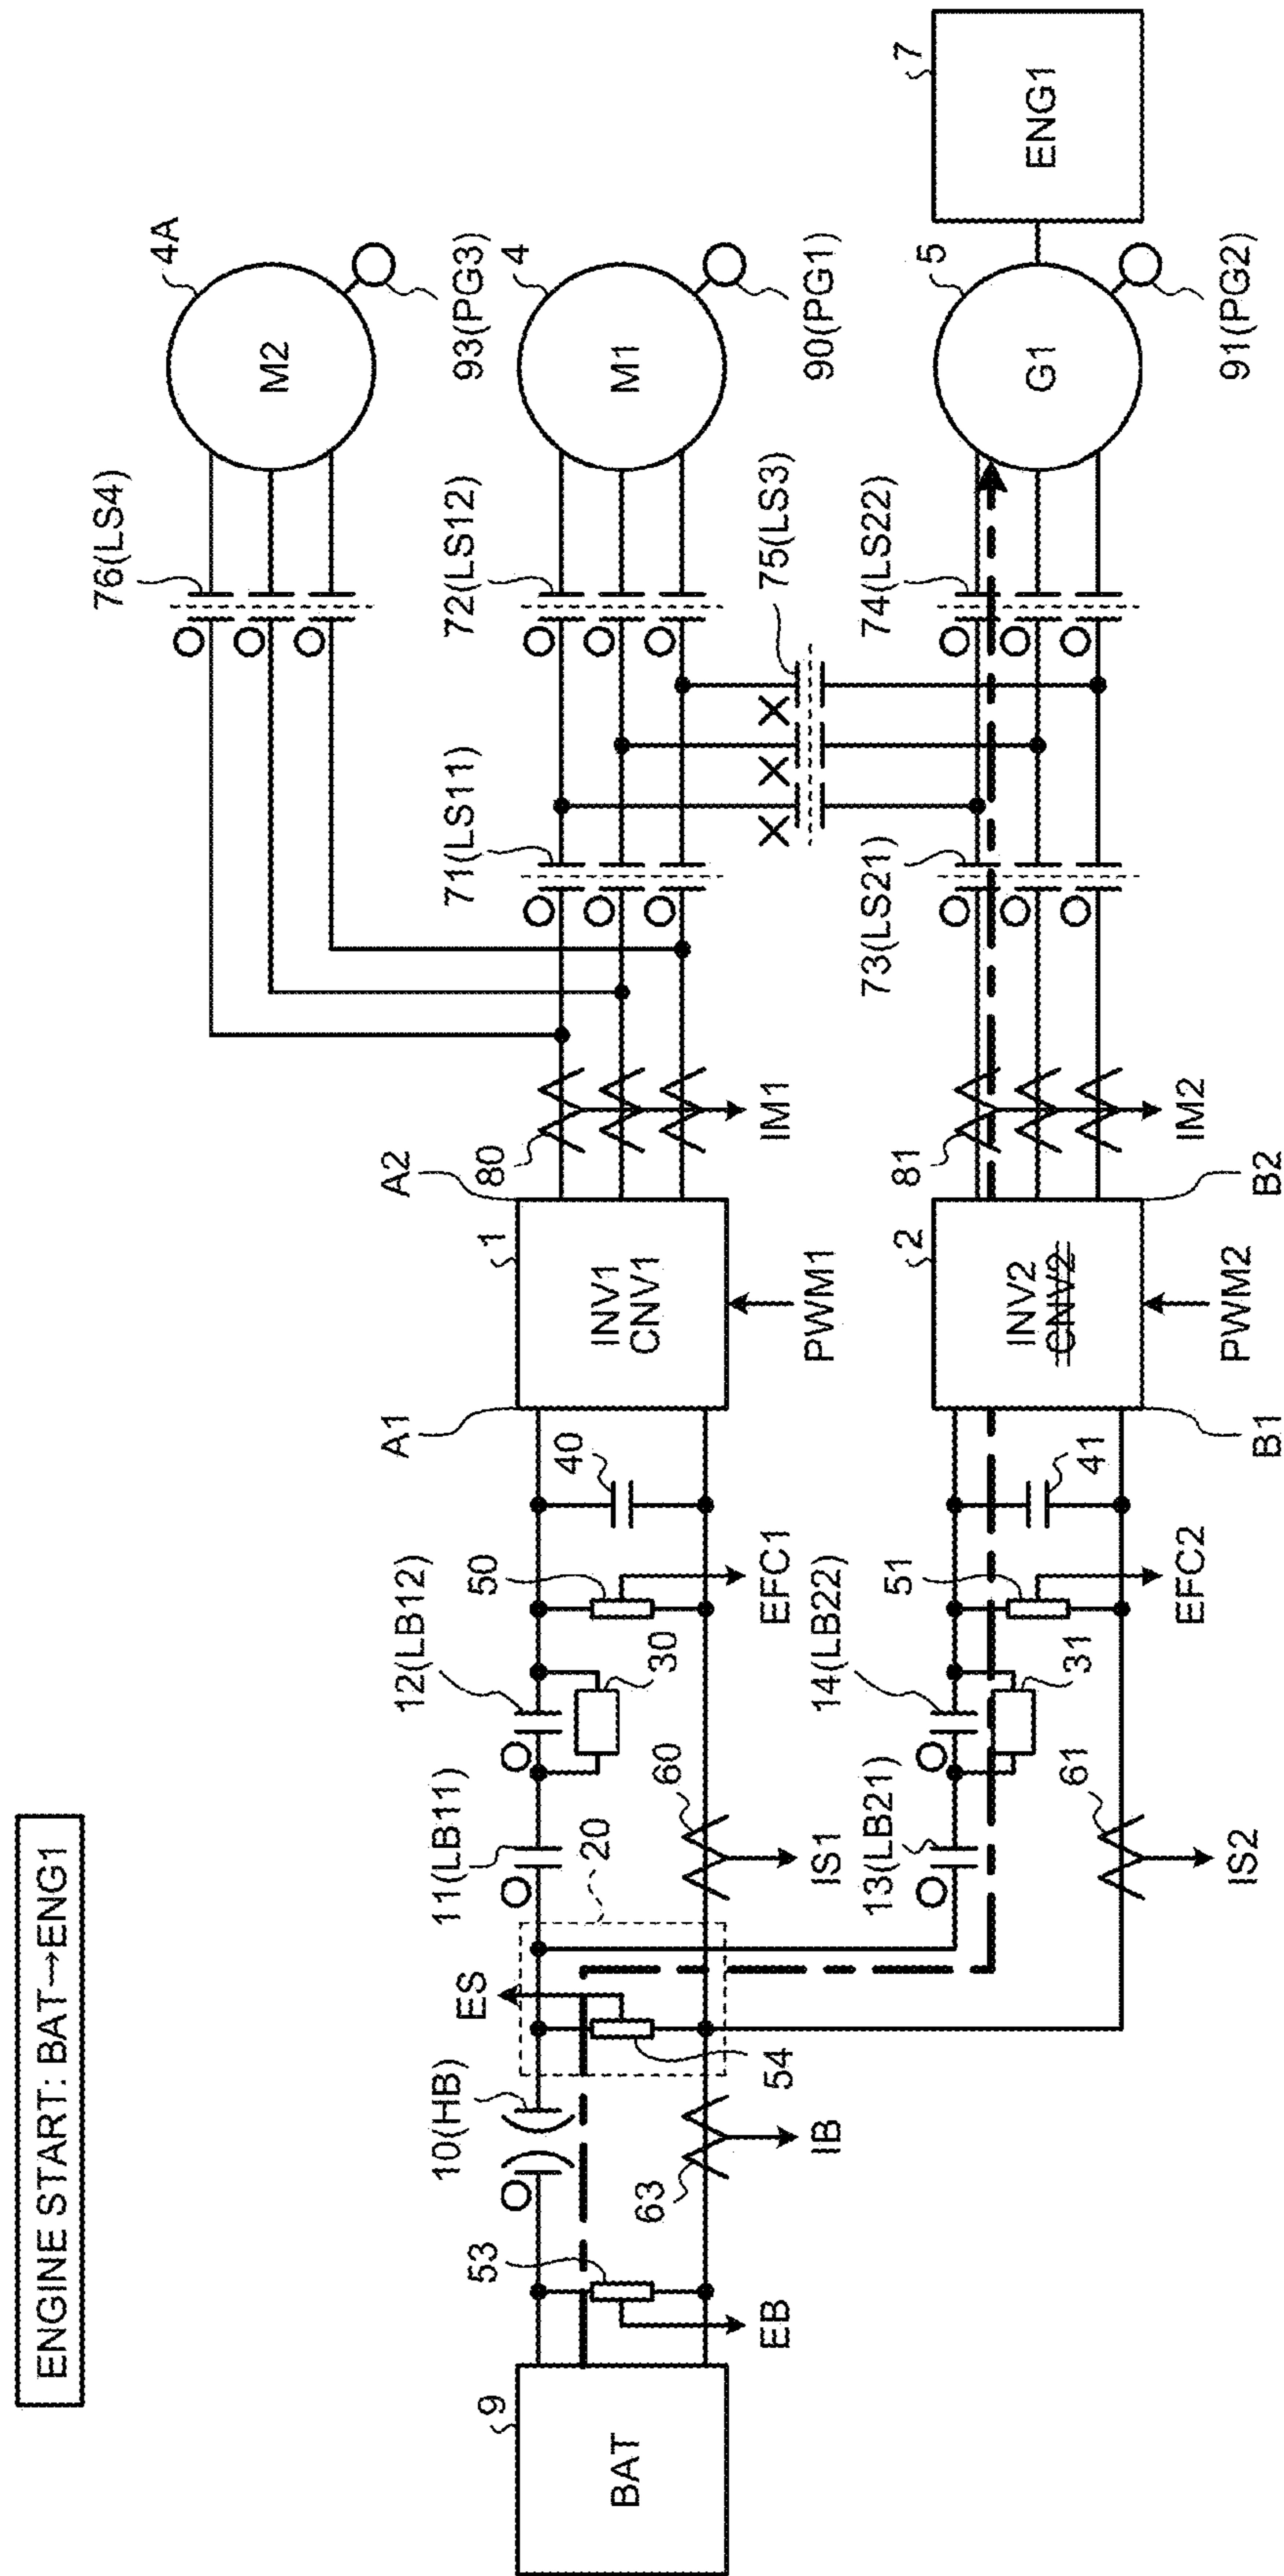 ENGINE START: BAT→ENG1
4A
M2
93(PG3)
76(LS4)
7
ENG1
4
M1
90(PG1)
72(LS12)
71(LS11)
75(LS3)
5
G1
91(PG2)
74(LS22)
73(LS21)
A2
80
IM1
1
INV1
CNV1
PWM1
A1
B2
81
IM2
2
INV2
CNV2
PWM2
B1
40
12(LB12)
50
EFC1
30
11(LB11)
20
60
IS1
41
14(LB22)
51
EFC2
31
13(LB21)
61
IS2
ES
10(HB)
54
63
IB
53
EB
9
BAT